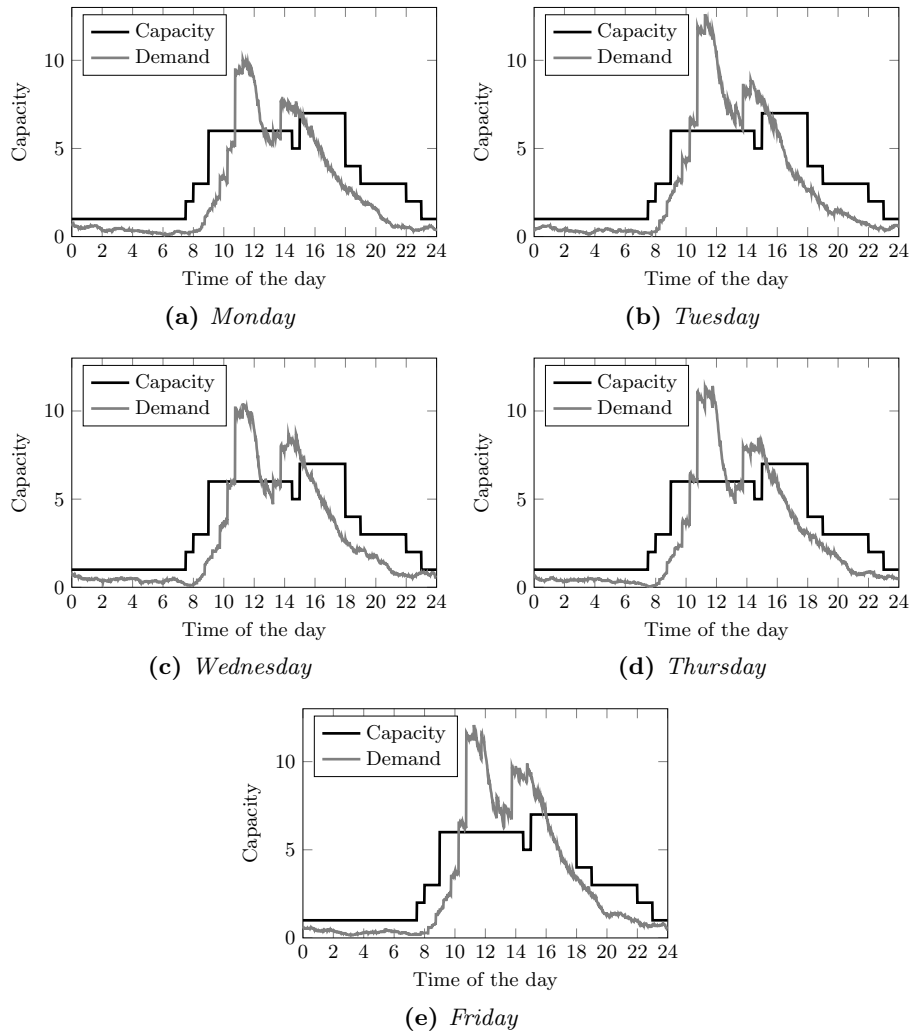 Capacity
Demand
10
5
0
Capacity
0 2 4 6 8 10 12 14 16 18 20 22 24
Time of the day
(a) Monday
Capacity
Demand
10
5
0
Capacity
0 2 4 6 8 10 12 14 16 18 20 22 24
Time of the day
(b) Tuesday
Capacity
Demand
10
5
0
Capacity
0 2 4 6 8 10 12 14 16 18 20 22 24
Time of the day
(c) Wednesday
Capacity
Demand
10
5
0
Capacity
0 2 4 6 8 10 12 14 16 18 20 22 24
Time of the day
(d) Thursday
Capacity
Demand
10
5
0
Capacity
0 2 4 6 8 10 12 14 16 18 20 22 24
Time of the day
(e) Friday